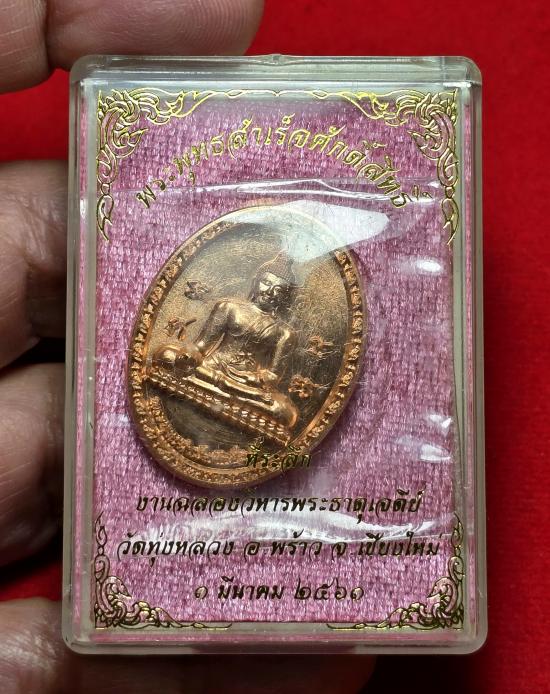 พระพุทธสำเร็จศักดิ์สิทธิ์
ที่ระลึก
งานฉลองวิหารพระธาตุเจดีย์
วัดทุ่งหลวง อ.พร้าว จ.เชียงใหม่
๑ มีนาคม ๒๕๖๑